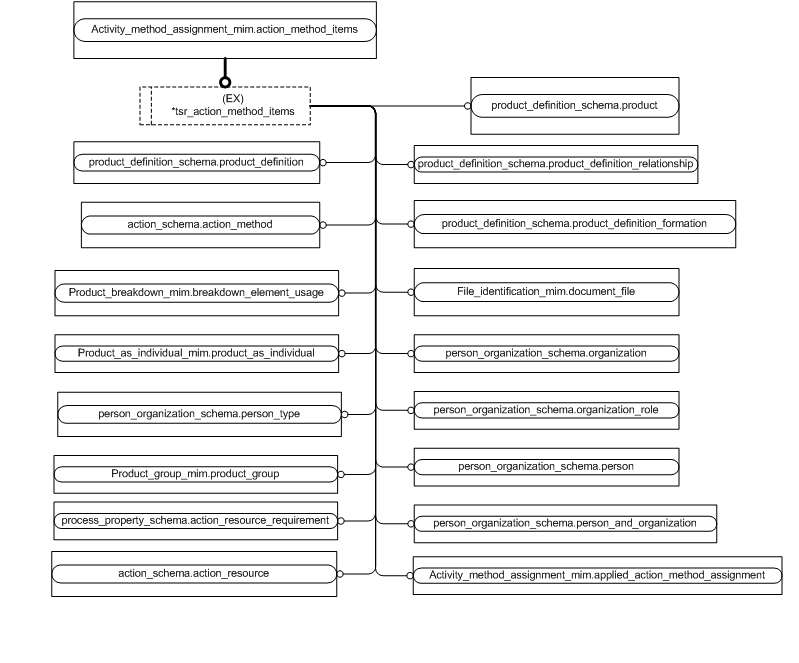 Activity_method_assignment_mim.action_method_items
(EX)
*tsr_action_method_items
product_definition_schema.product
product_definition_schema.product_definition
product_definition_schema.product_definition_relationship
action_schema.action_method
product_definition_schema.product_definition_formation
Product_breakdown_mim.breakdown_element_usage
File_identification_mim.document_file
Product_as_individual_mim.product_as_individual
person_organization_schema.organization
person_organization_schema.person_type
person_organization_schema.organization_role
Product_group_mim.product_group
person_organization_schema.person
process_property_schema.action_resource_requirement
person_organization_schema.person_and_organization
action_schema.action_resource
Activity_method_assignment_mim.applied_action_method_assignment